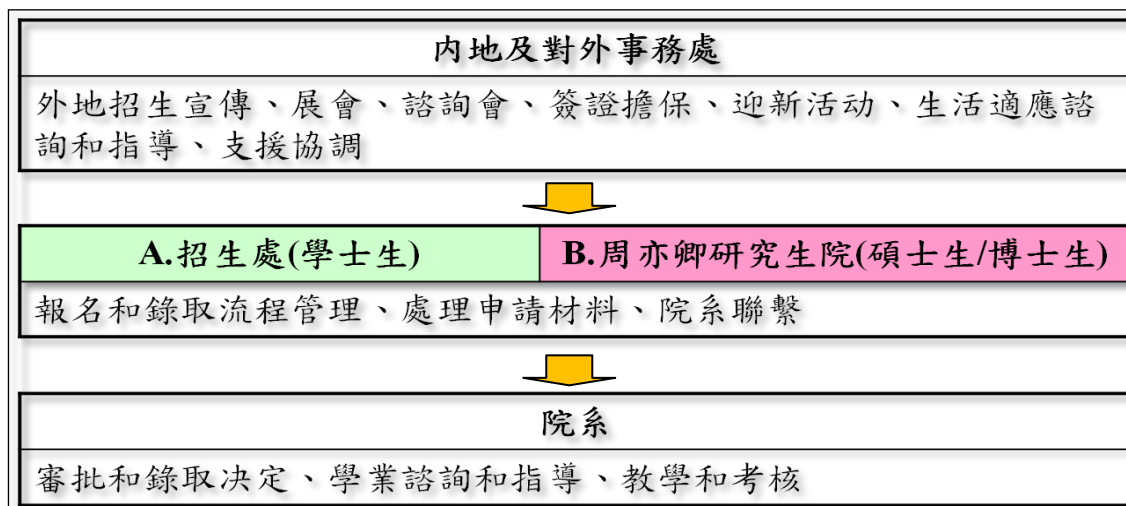 内地及對外事務處
外地招生宣傳、展會、諮詢會、簽證擔保、迎新活动、生活適應諮
詢和指導、支援協調
A.招生處(學士生)
B.周亦卿研究生院(碩士生/博士生)
報名和錄取流程管理、處理申請材料、院系聯繫
院系
審批和錄取決定、學業諮詢和指導、教學和考核